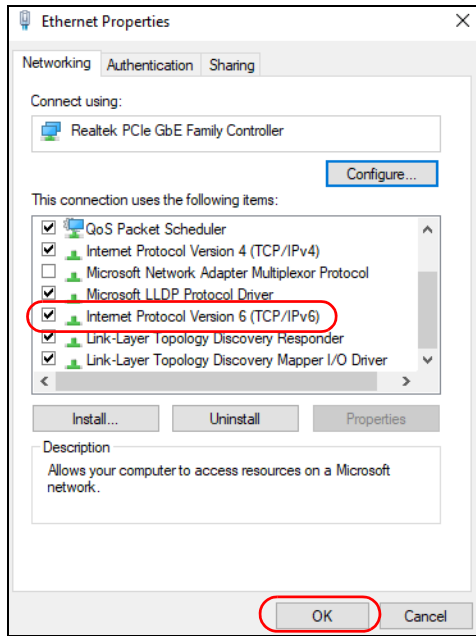 Ethernet Properties
Networking Authentication Sharing
Connect using:
Realtek PCIe GbE Family Controller
Configure...
This connection uses the following items:
QoS Packet Scheduler
Internet Protocol Version 4 (TCP/IPv4)
Microsoft Network Adapter Multiplexor Protocol
Microsoft LLDP Protocol Driver
Internet Protocol Version 6 (TCP/IPv6)
Link-Layer Topology Discovery Responder
Link-Layer Topology Discovery Mapper I/O Driver
Install... Uninstall Properties
Description
Allows your computer to access resources on a Microsoft
network.
OK Cancel